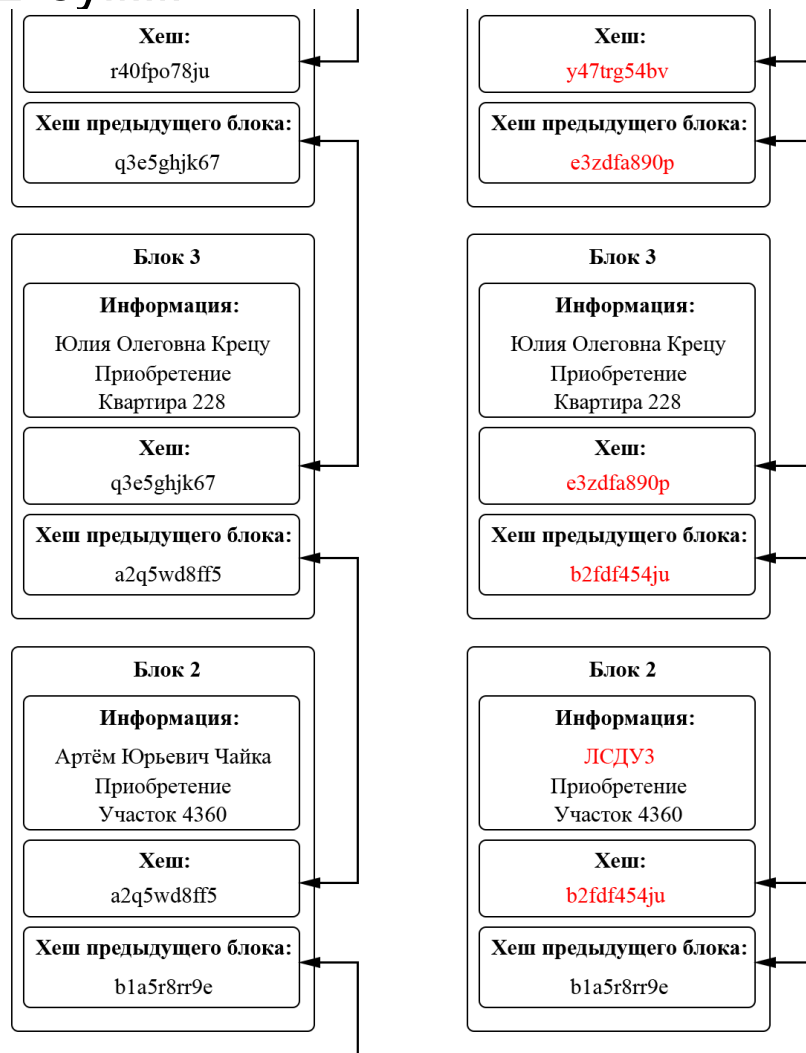 Хеш:
r40fpo78ju
Хеш предыдущего блока:
q3e5ghjk67
Блок 3
Информация:
Юлия Олеговна Крецу
Приобретение
Квартира 228
Хеш:
q3e5ghjk67
Хеш предыдущего блока:
a2q5wd8ff5
Блок 2
Информация:
Артём Юрьевич Чайка
Приобретение
Участок 4360
Хеш:
a2q5wd8ff5
Хеш предыдущего блока:
b1a5r8rr9e
Хеш:
y47trg54bv
Хеш предыдущего блока:
e3zdfa890p
Блок 3
Информация:
Юлия Олеговна Крецу
Приобретение
Квартира 228
Хеш:
e3zdfa890p
Хеш предыдущего блока:
b2fdf454ju
Блок 2
Информация:
ЛСДУ3
Приобретение
Участок 4360
Хеш:
b2fdf454ju
Хеш предыдущего блока:
b1a5r8rr9e